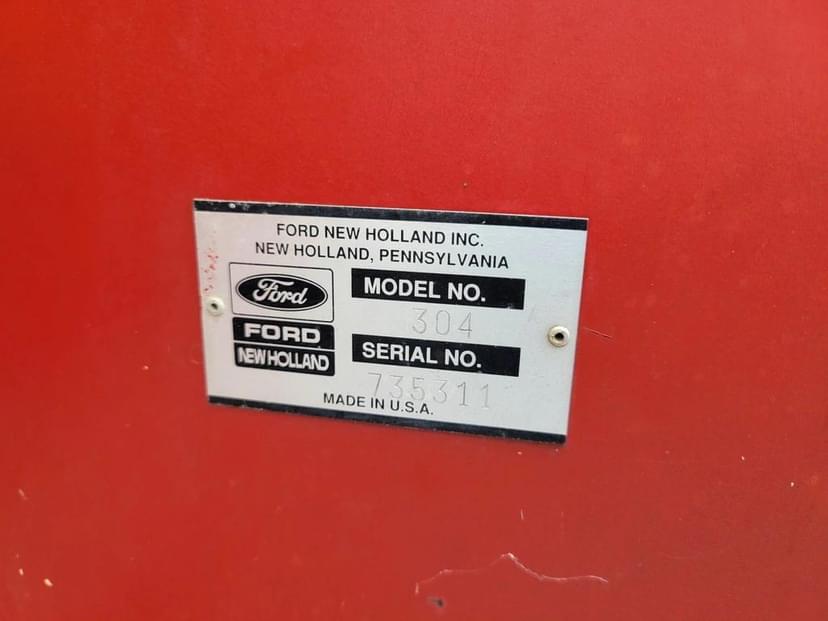 FORD NEW HOLLAND INC.
NEW HOLLAND, PENNSYLVANIA
Ford
FORD
NEW HOLLAND
MODEL NO.
304
SERIAL NO.
735311
MADE IN U.S.A.